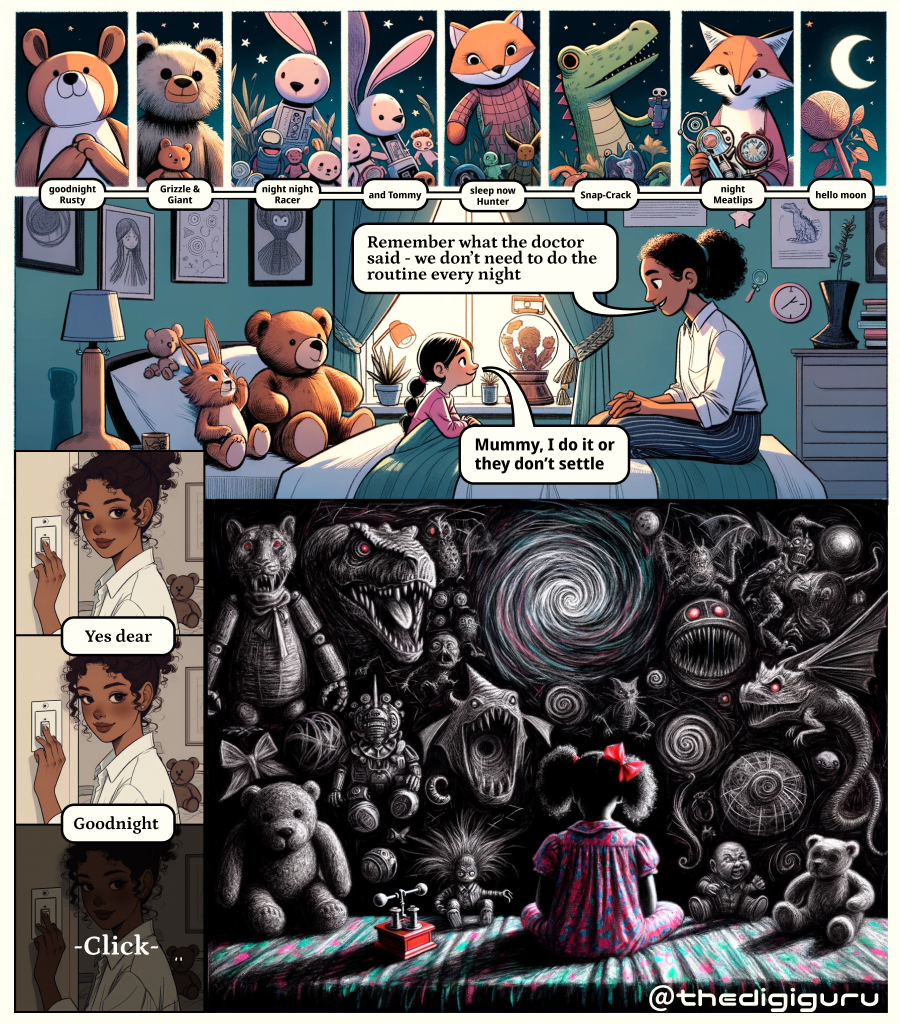 goodnight
Rusty
Grizzle &
Giant
night night
Racer
and Tommy
sleep now
Hunter
Snap-Crack
night
Meatlips
hello moon
Remember what the doctor
said - we don't need to do the
routine every night
Mummy, I do it or
they don't settle
Yes dear
Goodnight
-Click-
@thedigiguru